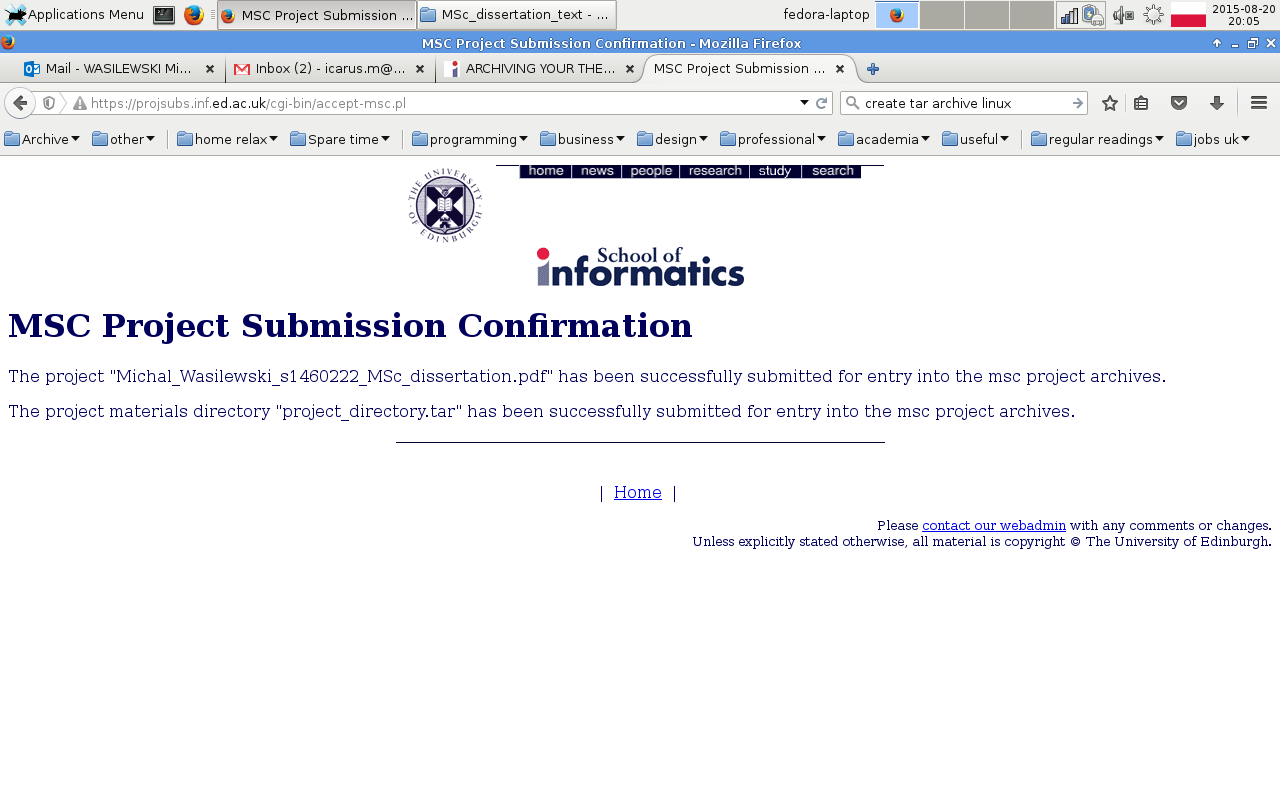 Applications Menu MSC Project Submission ... MSc_dissertation_text - ... fedora-laptop 2015-08-20
20:05
MSC Project Submission Confirmation - Mozilla Firefox
Mail - WASILEWSKI Mi... Inbox (2) - icarus.m@... ARCHIVING YOUR THE... MSC Project Submission ...
https://projsubs.inf.ed.ac.uk/cgi-bin/accept-msc.pl create tar archive linux
Archive other home relax Spare time programming business design professional academia useful regular readings jobs uk
home news people research study search
THE UNIVERSITY OF EDINBURGH
School of
informatics
MSC Project Submission Confirmation
The project "Michal_Wasilewski_s1460222_MSc_dissertation.pdf" has been successfully submitted for entry into the msc project archives.
The project materials directory "project_directory.tar" has been successfully submitted for entry into the msc project archives.
| Home |
Please contact our webadmin with any comments or changes.
Unless explicitly stated otherwise, all material is copyright © The University of Edinburgh.